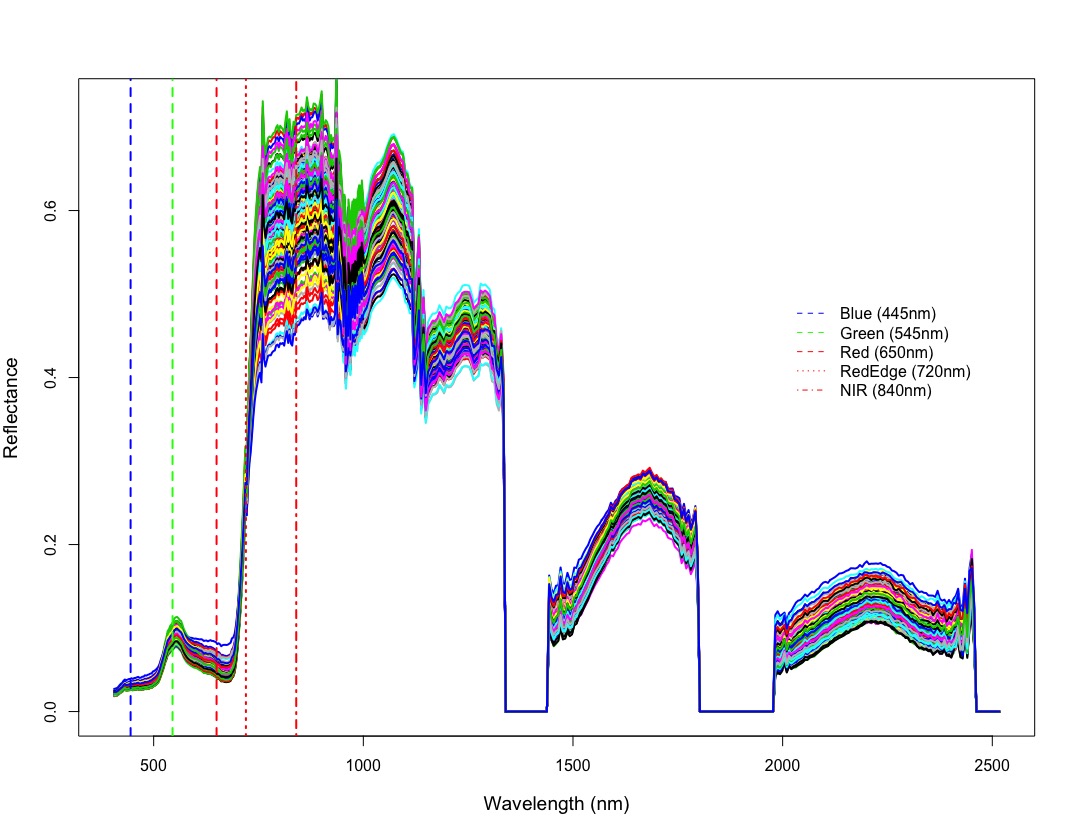 Reflectance
0.6
0.4
0.2
0.0
Blue (445nm)
Green (545nm)
Red (650nm)
RedEdge (720nm)
NIR (840nm)
500 1000 1500 2000 2500
Wavelength (nm)